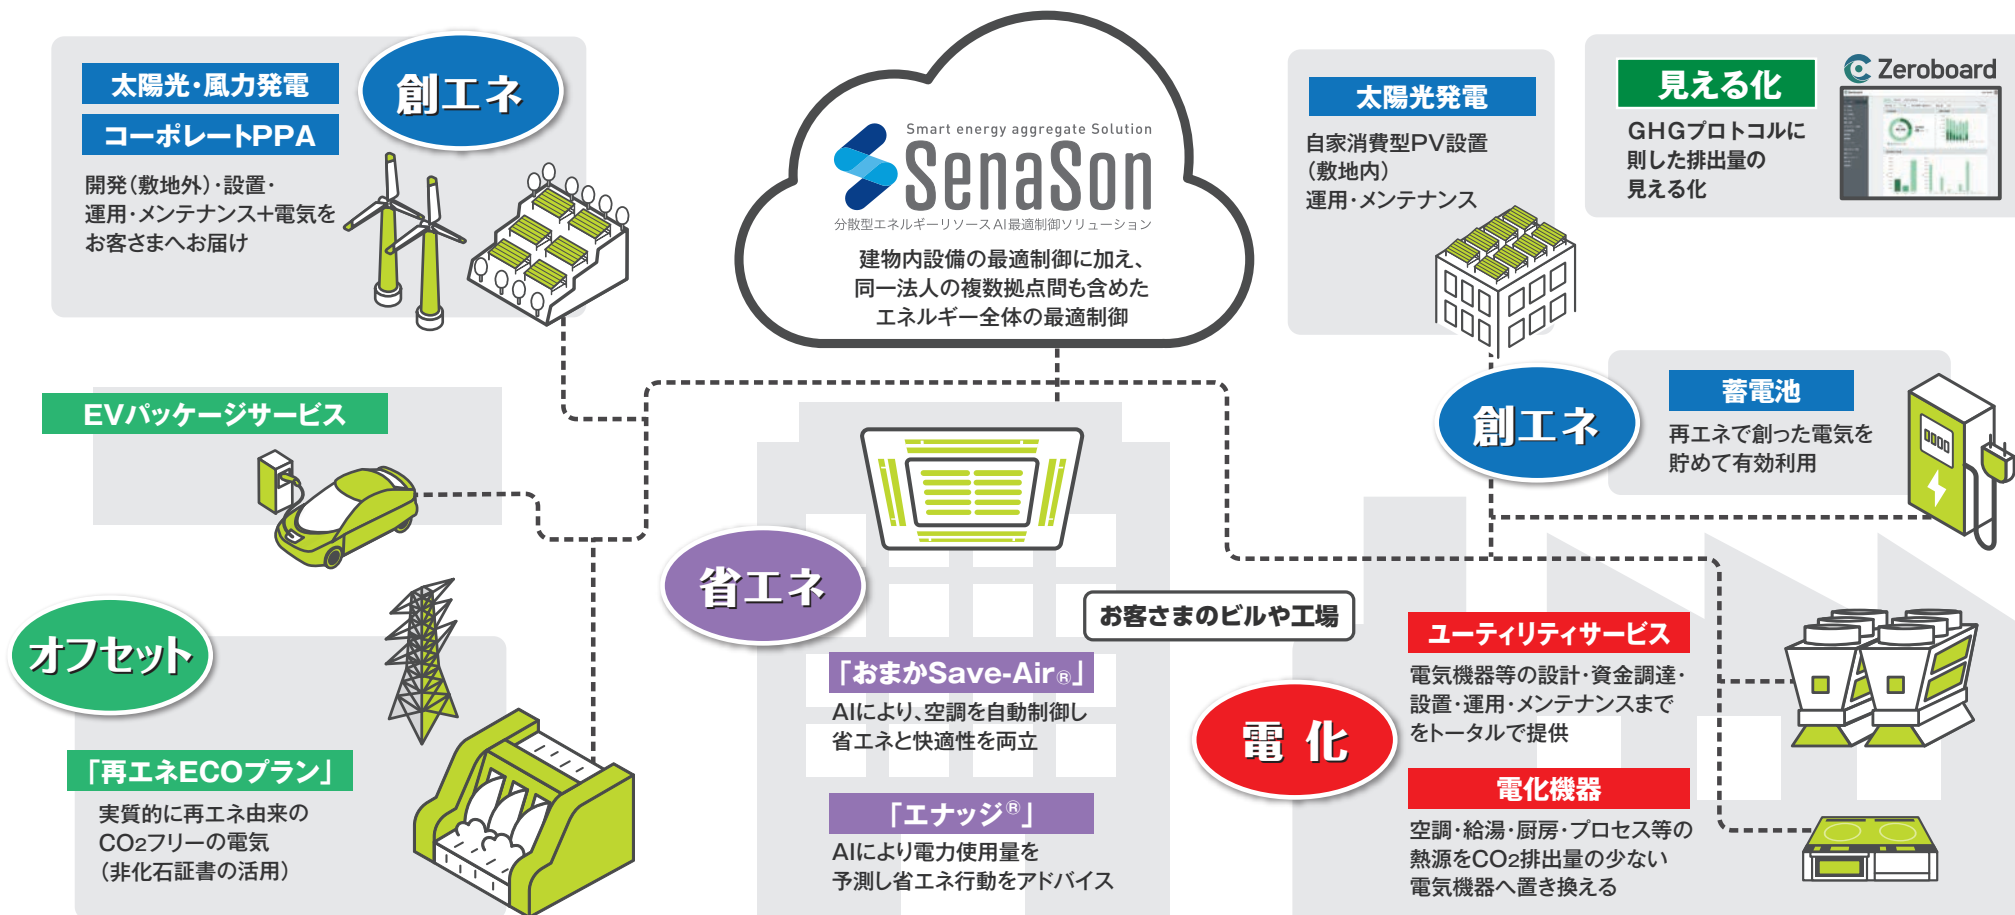 太陽光・風力発電
創エネ
コーポレートPPA
開発(敷地外)・設置・
運用・メンテナンス+電気を
お客さまへお届け
Smart energy aggregate Solution
SenaSon
分散型エネルギーリソースAI最適制御ソリューション
建物内設備の最適制御に加え、
同一法人の複数拠点間も含めた
エネルギー全体の最適制御
太陽光発電
自家消費型PV設置
(敷地内)
運用・メンテナンス
見える化
GHGプロトコルに
則した排出量の
見える化
Zeroboard
創エネ
蓄電池
再エネで創った電気を
貯めて有効利用
EVパッケージサービス
オフセット
「再エネECOプラン」
実質的に再エネ由来の
CO2フリーの電気
(非化石証書の活用)
省エネ
お客さまのビルや工場
「おまかSave-Air®」
AIにより、空調を自動制御し
省エネと快適性を両立
「エナッジ®」
AIにより電力使用量を
予測し省エネ行動をアドバイス
電化
ユーティリティサービス
電気機器等の設計・資金調達・
設置・運用・メンテナンスまで
をトータルで提供
電化機器
空調・給湯・厨房・プロセス等の
熱源をCO2排出量の少ない
電気機器へ置き換える